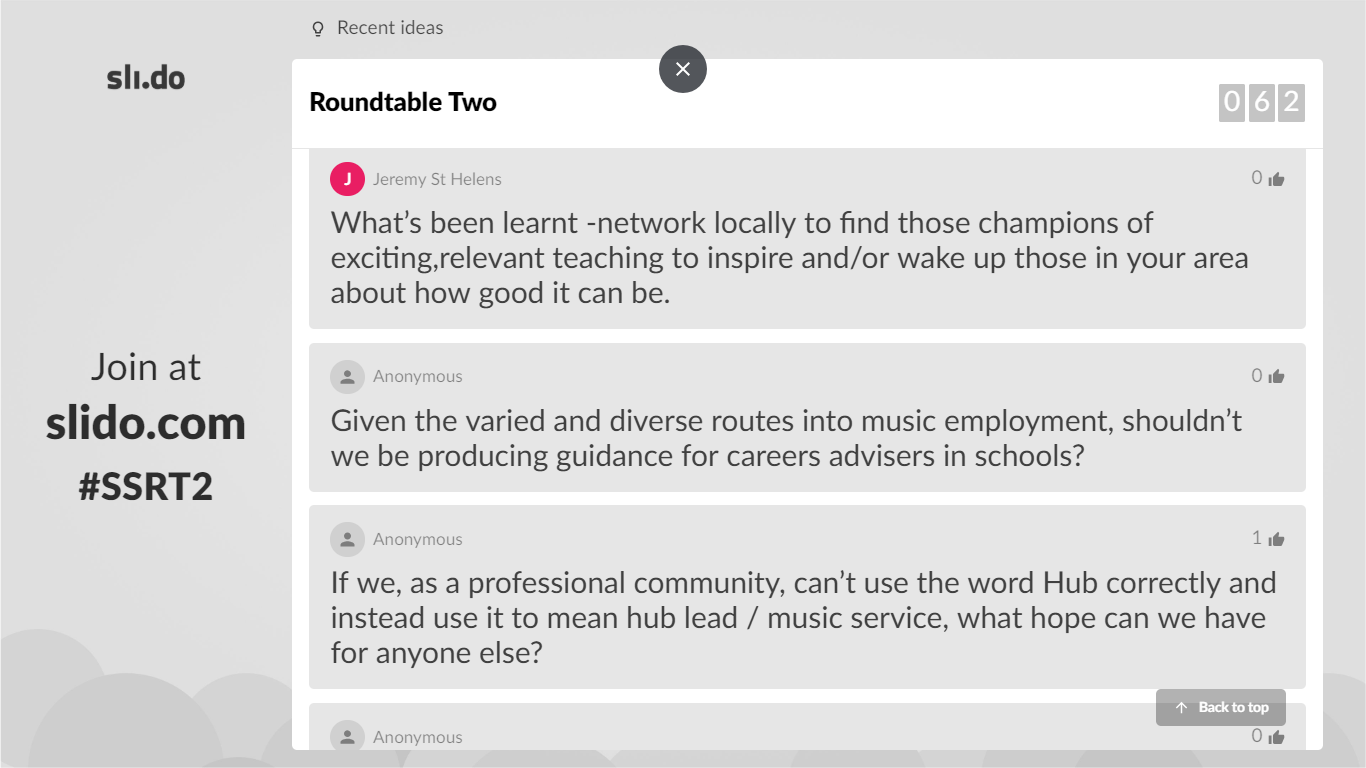 Recent ideas
sli.do
Roundtable Two
062
J Jeremy St Helens 0
What’s been learnt -network locally to find those champions of
exciting,relevant teaching to inspire and/or wake up those in your area
about how good it can be.
Anonymous 0
Given the varied and diverse routes into music employment, shouldn’t
we be producing guidance for careers advisers in schools?
Anonymous 1
If we, as a professional community, can’t use the word Hub correctly and
instead use it to mean hub lead / music service, what hope can we have
for anyone else?
Back to top
Anonymous 0
Join at
slido.com
#SSRT2